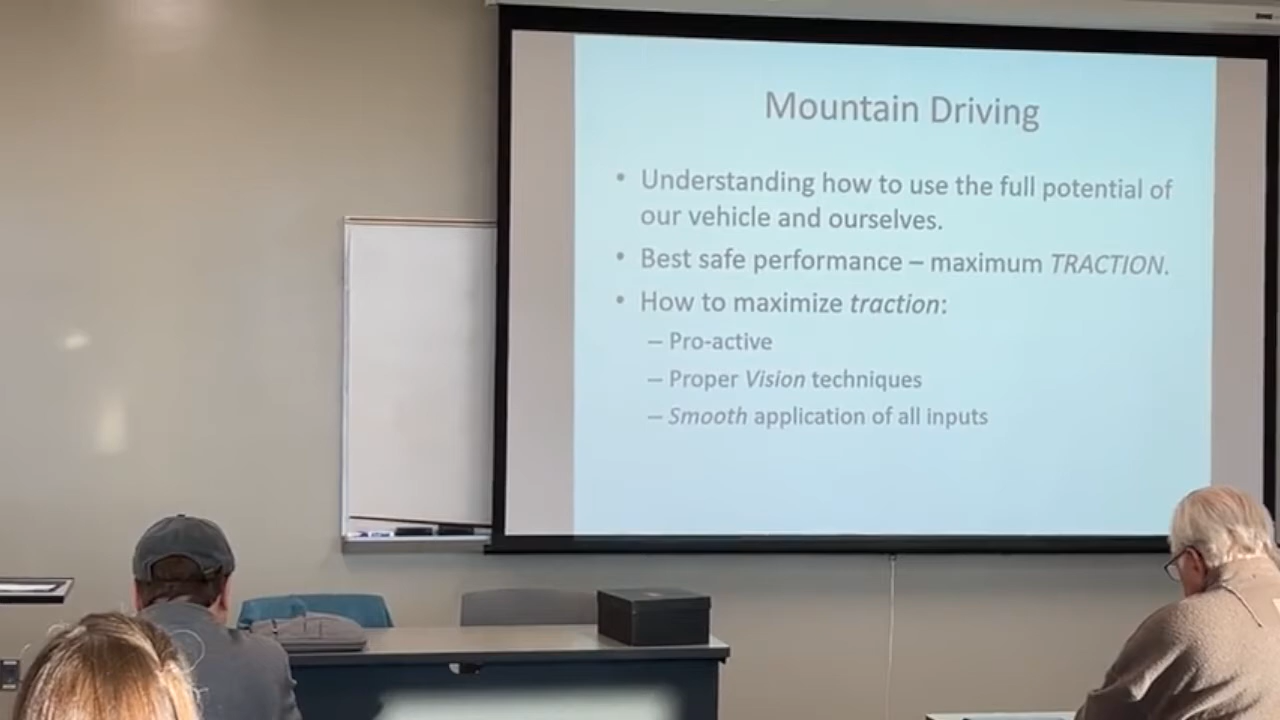 Mountain Driving
• Understanding how to use the full potential of
our vehicle and ourselves.
• Best safe performance – maximum TRACTION.
• How to maximize traction:
– Pro-active
– Proper Vision techniques
– Smooth application of all inputs